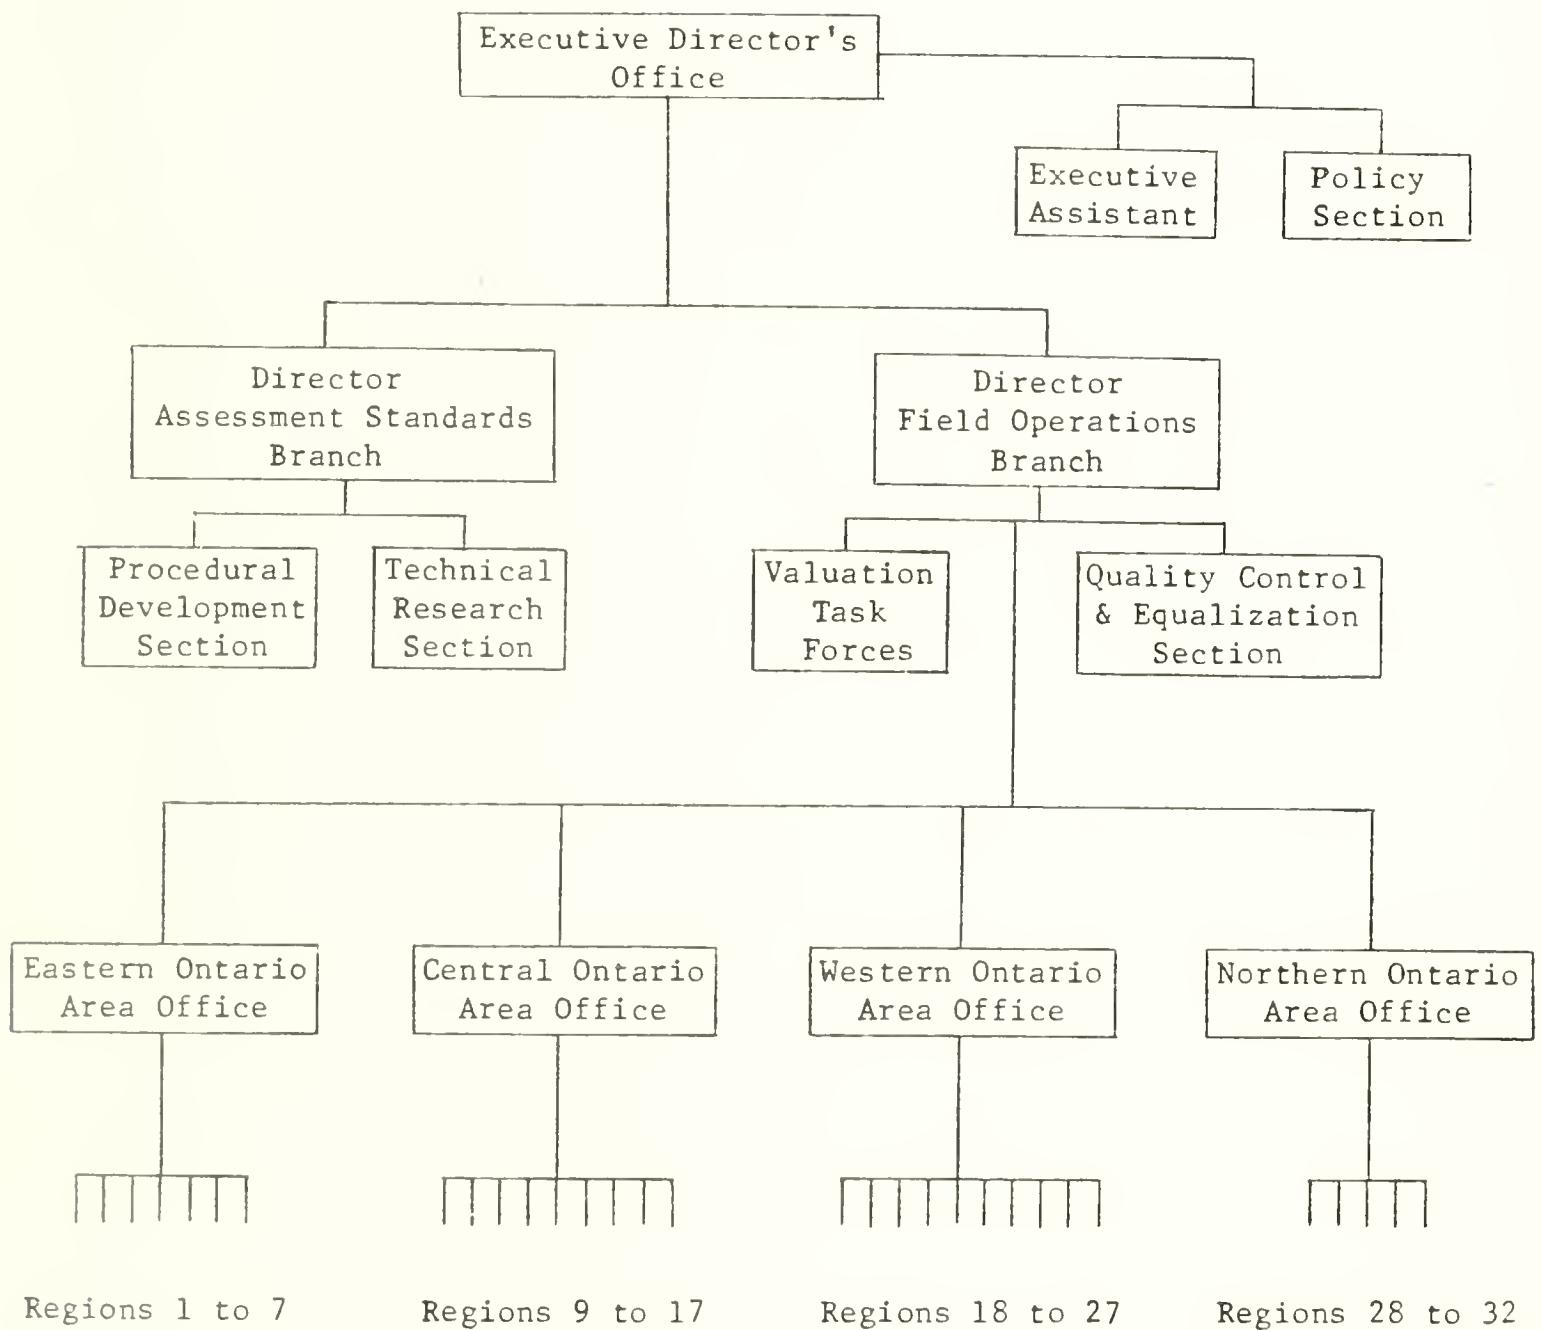 Executive Director's
Office
Executive
Assistant
Policy
Section
Director
Assessment Standards
Branch
Director
Field Operations
Branch
Procedural
Development
Section
Technical
Research
Section
Valuation
Task
Forces
Quality Control
& Equalization
Section
Eastern Ontario
Area Office
Central Ontario
Area Office
Western Ontario
Area Office
Northern Ontario
Area Office
Regions 1 to 7
Regions 9 to 17
Regions 18 to 27
Regions 28 to 32